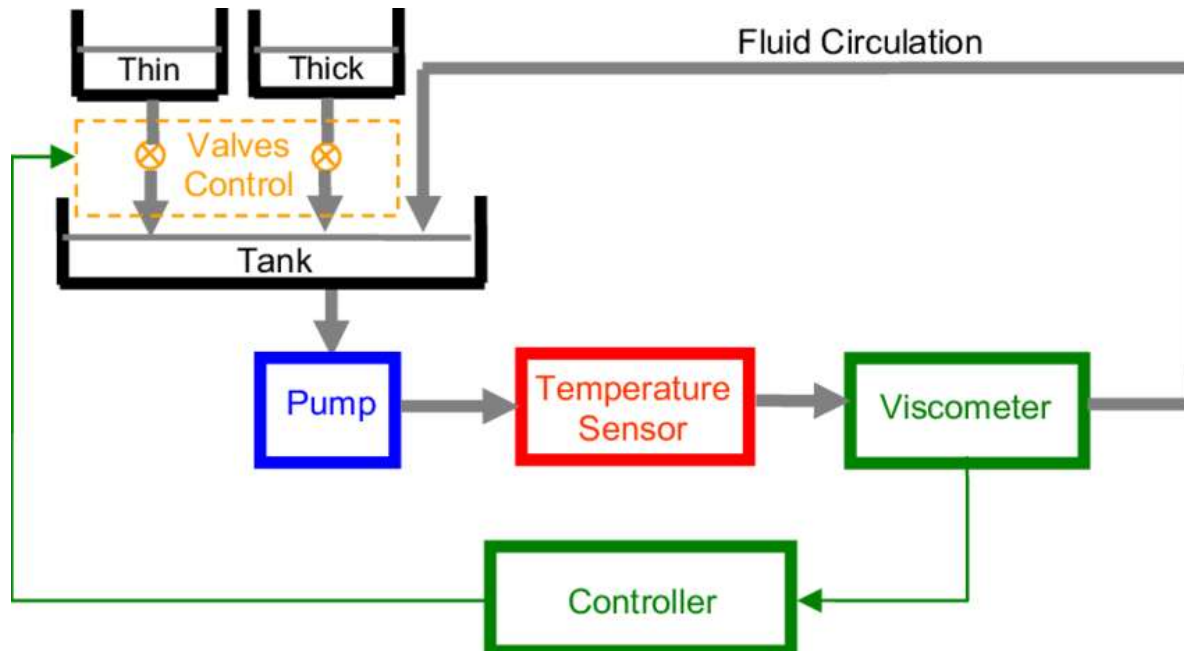 Fluid Circulation
Thin
Thick
Valves
Control
Tank
Pump
Temperature
Sensor
Viscometer
Controller